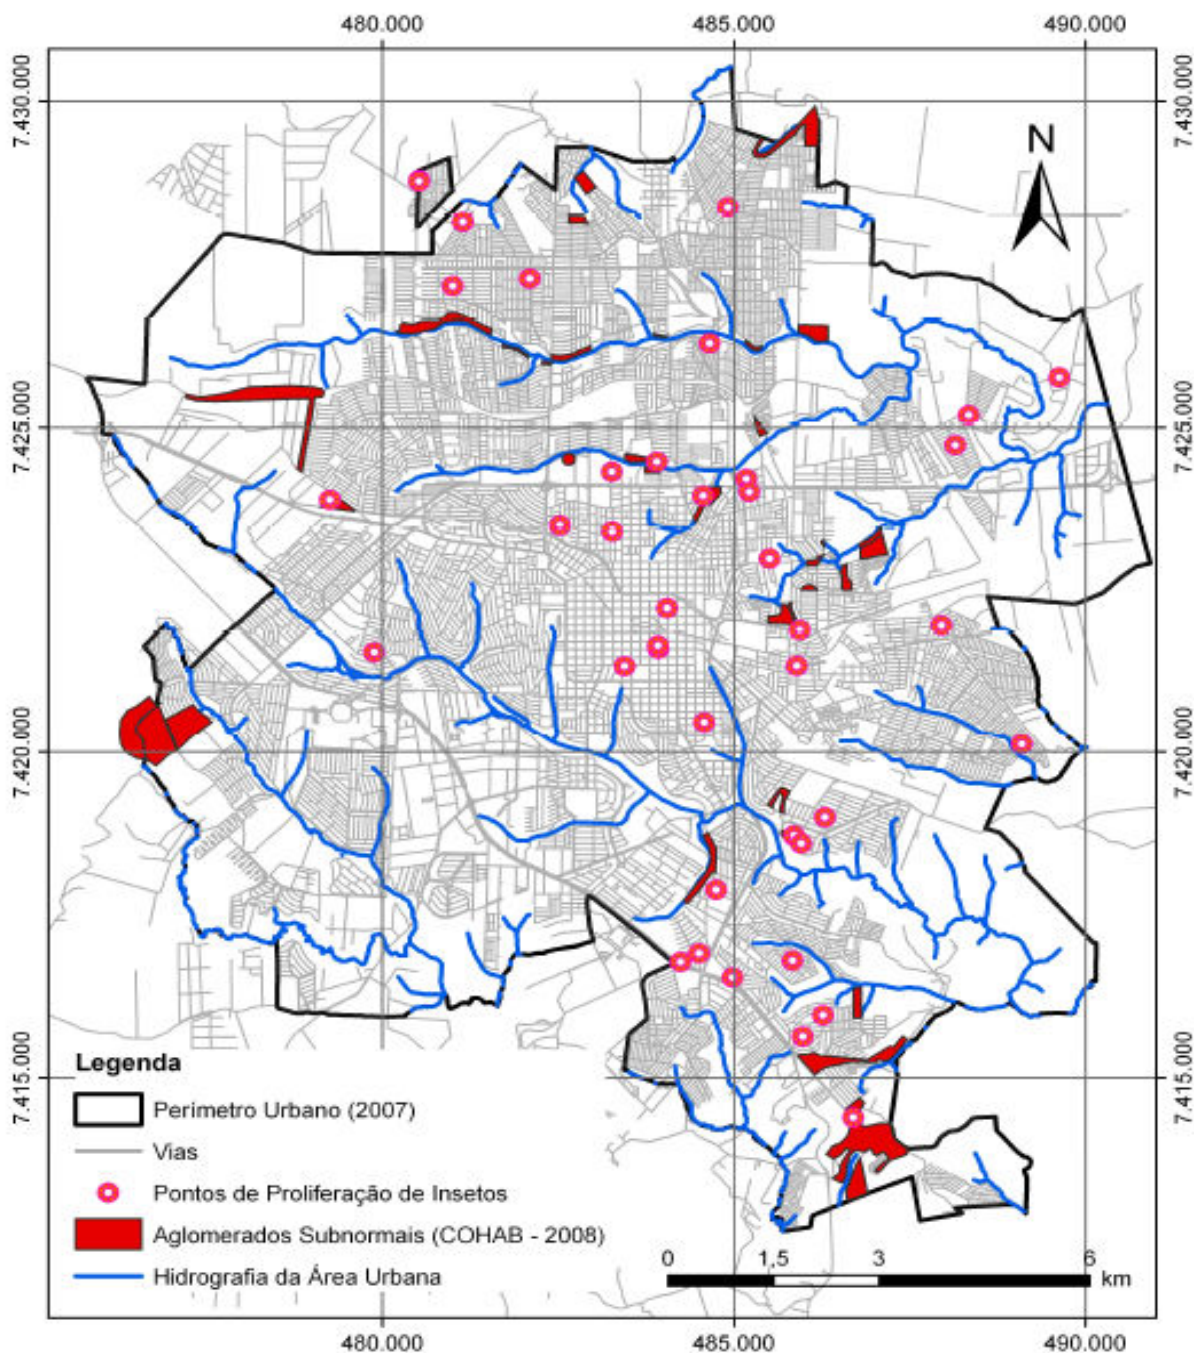 480.000 485.000 490.000
7.430.000 7.430.000
N
7.425.000 7.425.000
7.420.000 7.420.000
7.415.000 7.415.000
Legenda
Perímetro Urbano (2007)
Vias
Pontos de Proliferação de Insetos
Aglomerados Subnormais (COHAB - 2008)
Hidrografia da Área Urbana
0 1,5 3 6
km
480.000 485.000 490.000